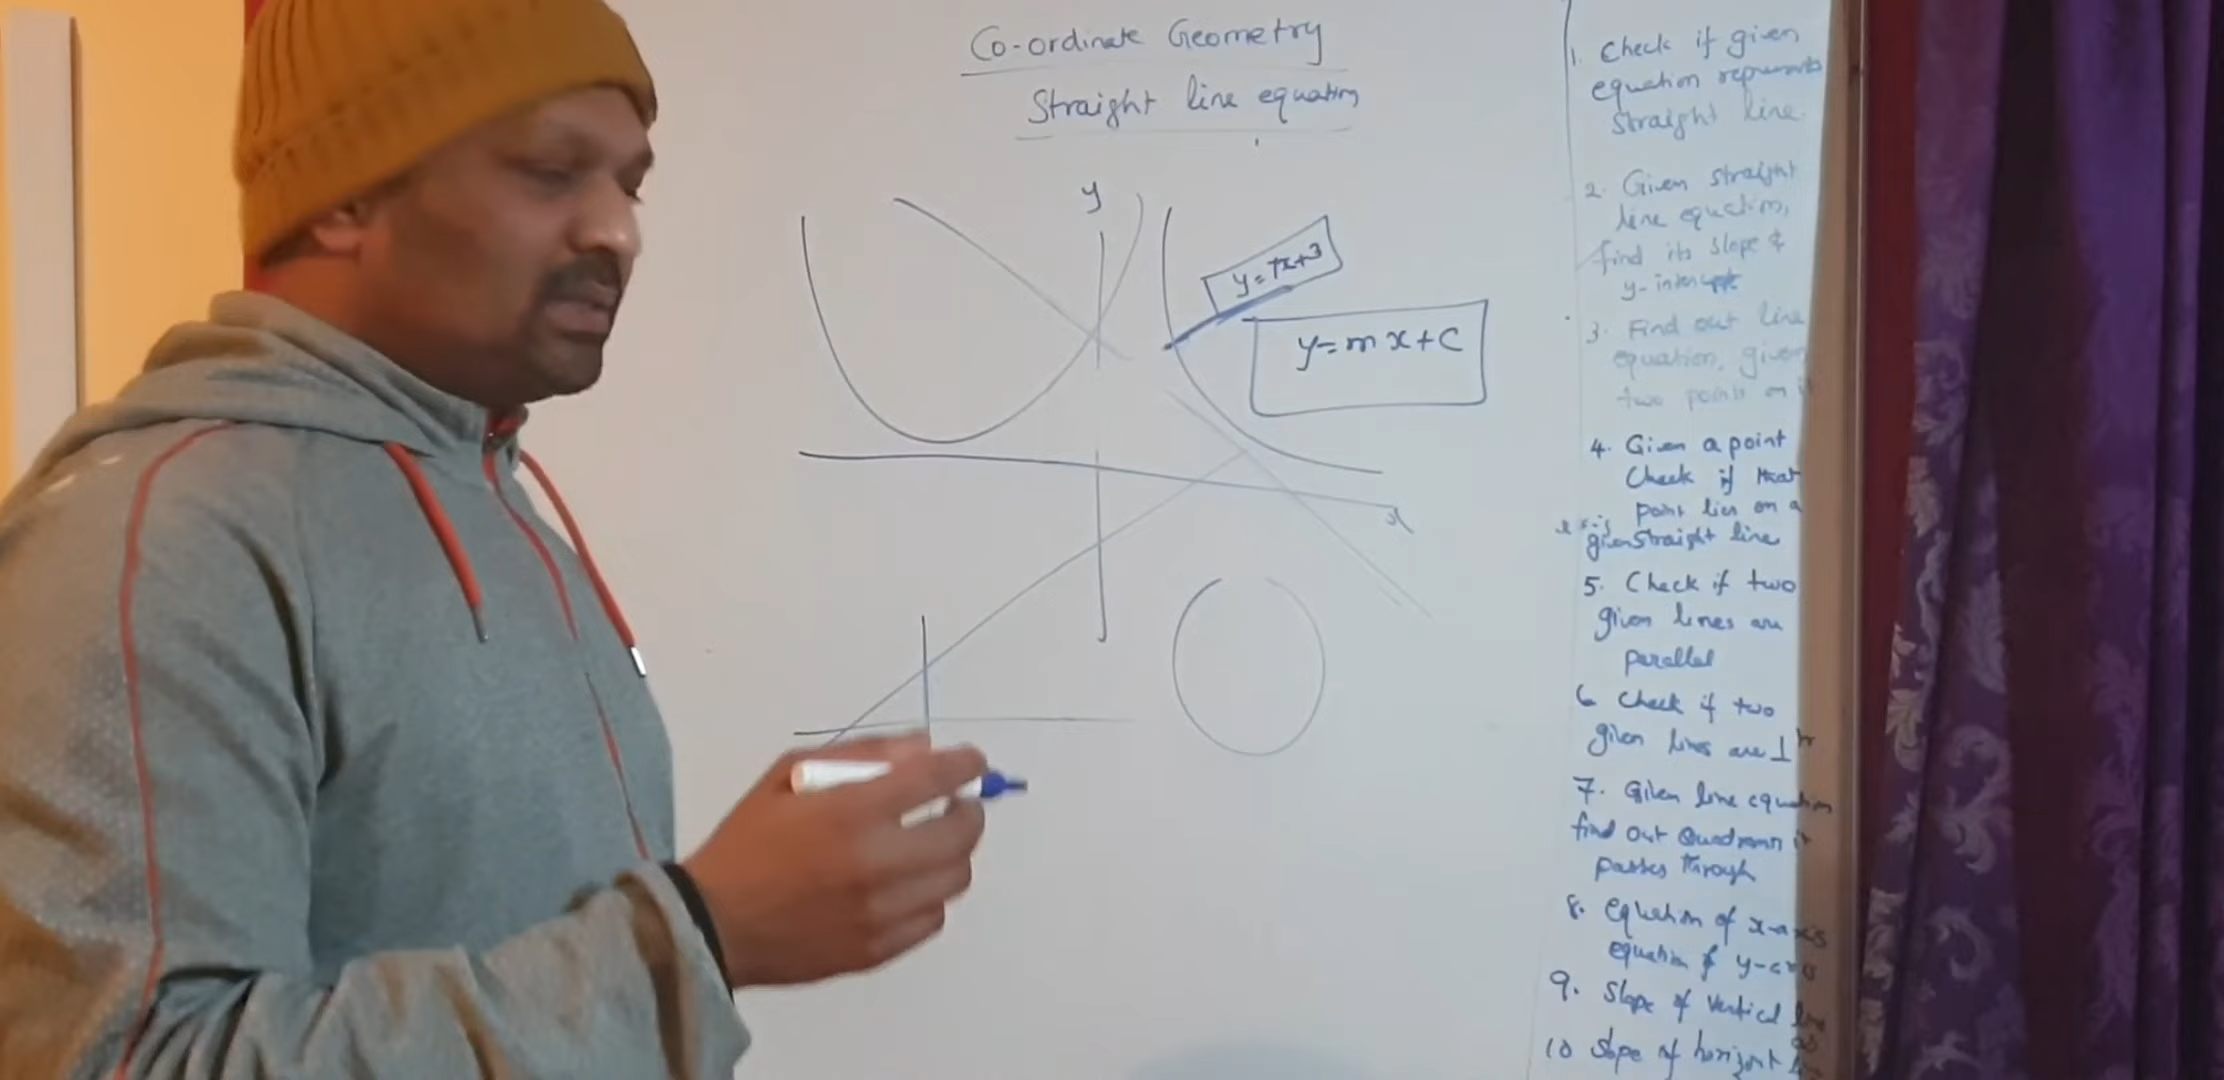 Co-ordinate Geometry
Straight line equation
y
y=7x+3
y=mx+c
x
1. Check if given
equation represents
straight line.
2. Given straight
line equation,
find its slope &
y-intercept
3. Find out line
equation, given
two points on it
4. Given a point
Check if that
point lies on a
given straight line
5. Check if two
given lines are
parallel
6 Check if two
given lines are ⊥
7. Given line equation
find out Quadrann it
passes through
8. equation of x-axis
equation of y-axis
9. Slope of Vertical line
10 Slope of horizont